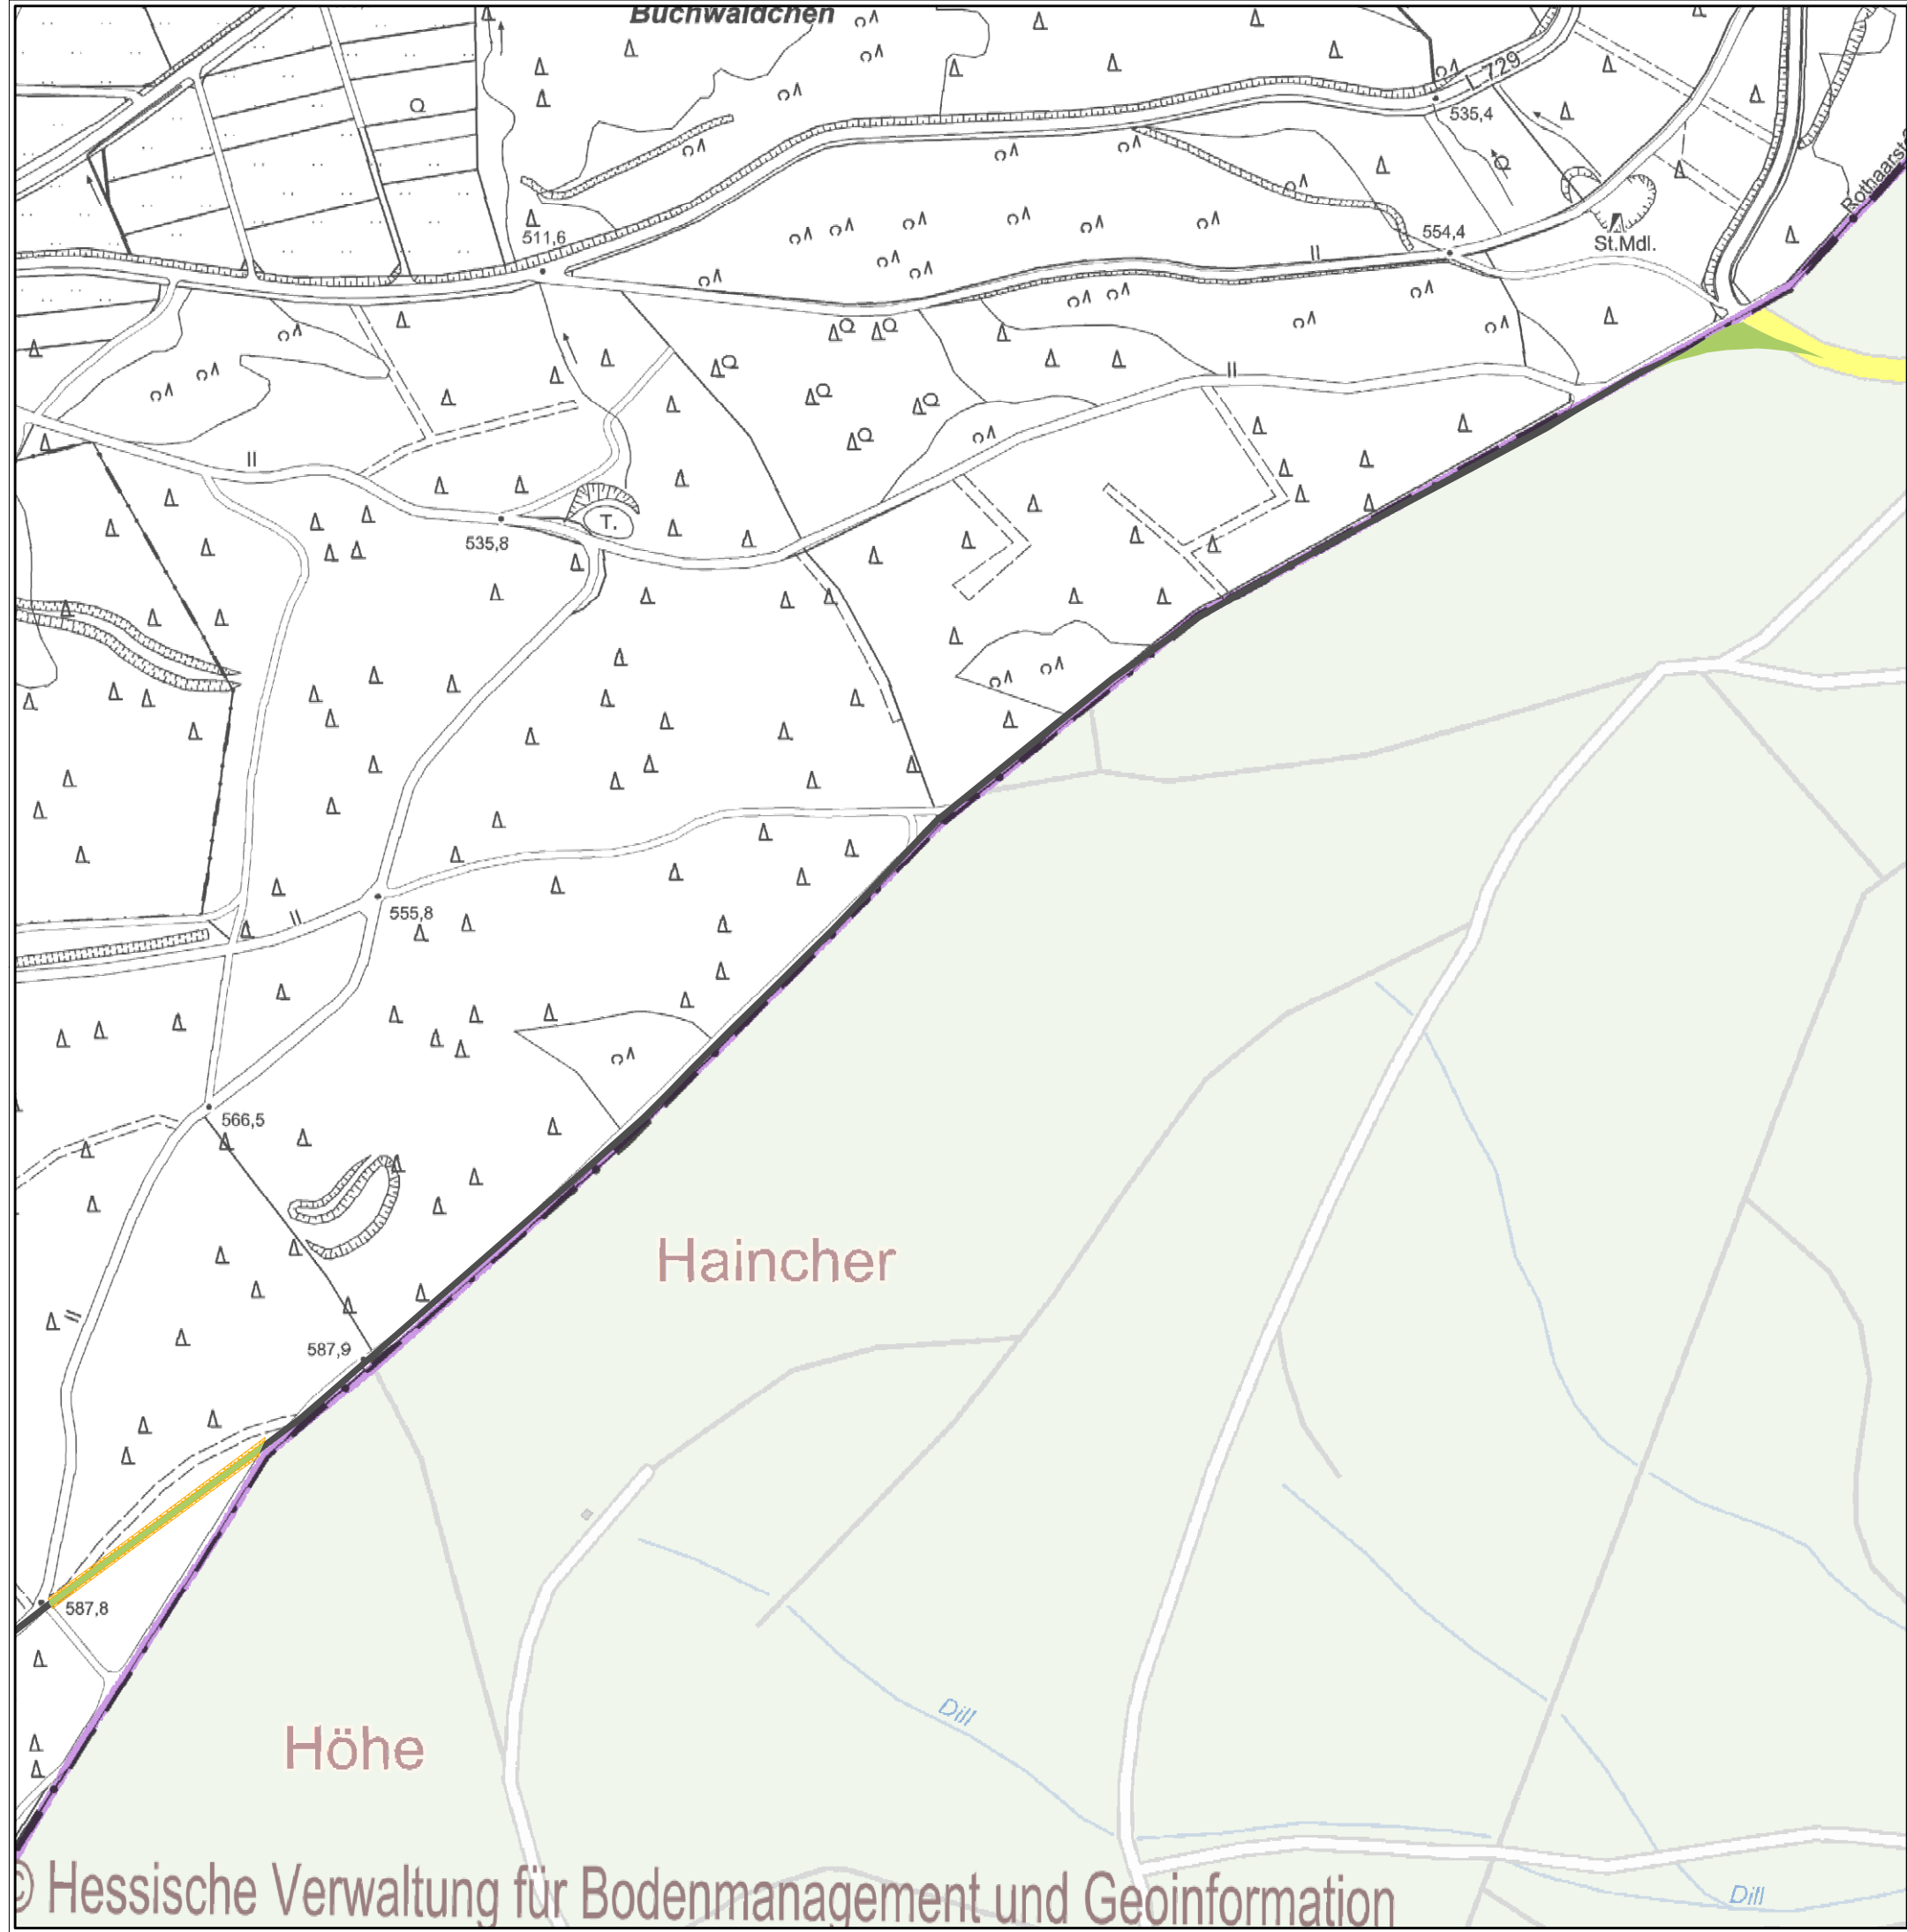 Buchwäldchen
L 729
535,4
Rothaarste
511,6
554,4
St.Mdl.
T.
535,8
555,8
566,5
Haincher
587,9
587,8
Dill
Höhe
Dill
© Hessische Verwaltung für Bodenmanagement und Geoinformation